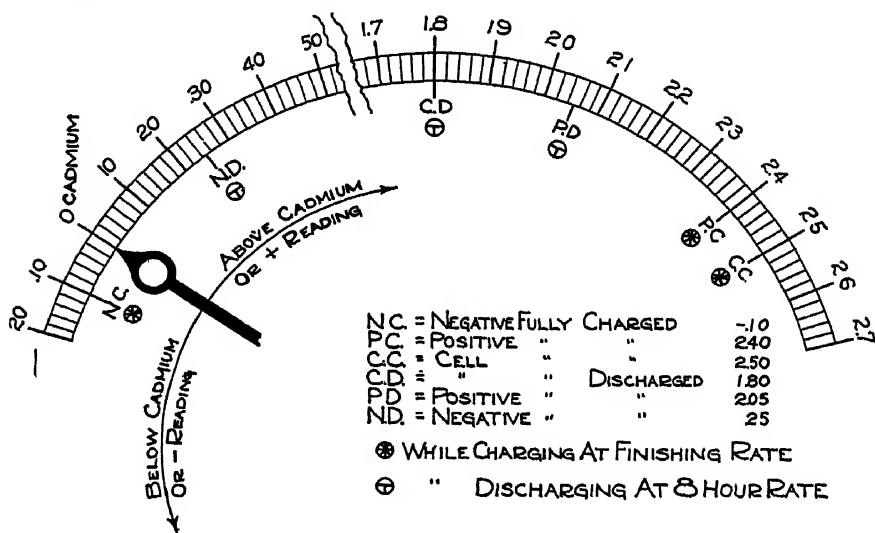 20
.10
0 CADMIUM
10
20
.30
40
50
1.7
1.8
19
20
21
22
23
24
25
26
2.7
—
N.C.
N.D.
C.D
P.D
P.C
C.C.
ABOVE CADMIUM
OR + READING
BELOW CADMIUM
OR - READING
N.C. = NEGATIVE FULLY CHARGED -.10
P.C. = POSITIVE " " 240
C.C. = CELL " " 2.50
C.D. = " " DISCHARGED 1.80
P.D = POSITIVE " " 2.05
N.D. = NEGATIVE " " .25
WHILE CHARGING AT FINISHING RATE
" DISCHARGING AT 8 HOUR RATE